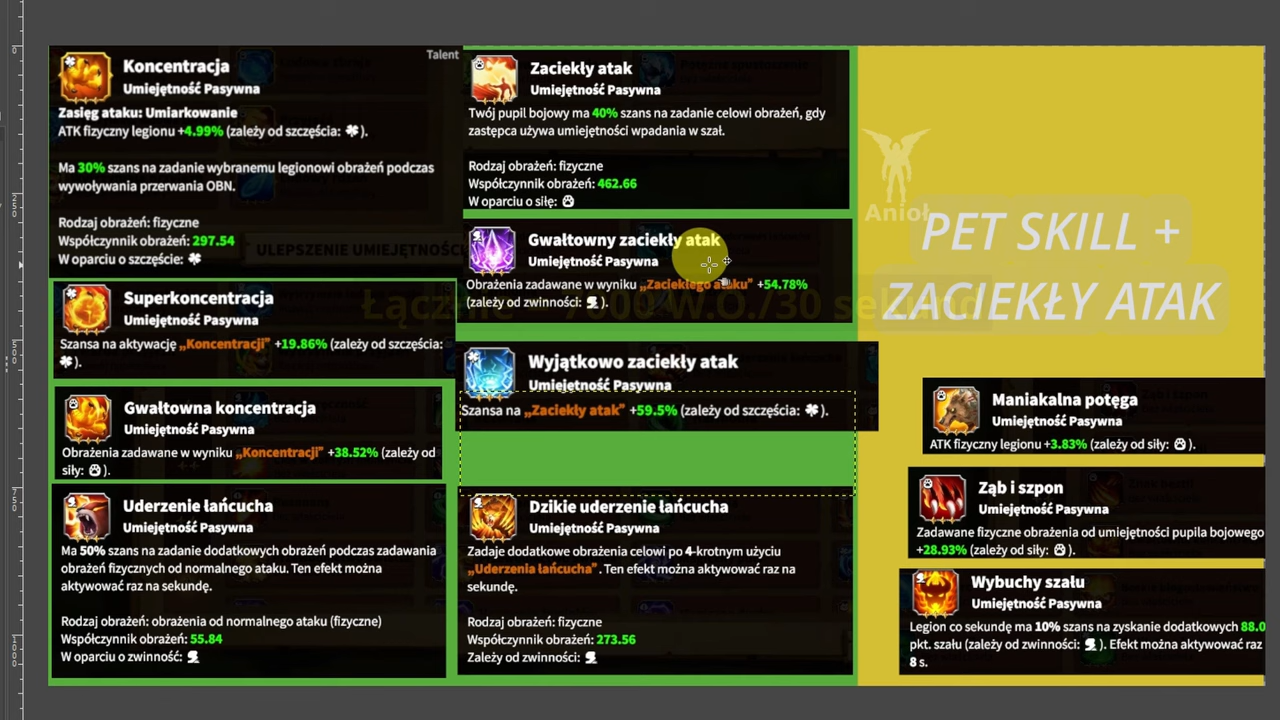 Talent
Koncentracja
Umiejętność Pasywna
Zasięg ataku: Umiarkowanie
ATK fizyczny legionu +4.99% (zależy od szczęścia: ).
Ma 30% szans na zadanie wybranemu legionowi obrażeń podczas
wywoływania przerwania OBN.
Rodzaj obrażeń: fizyczne
Współczynnik obrażeń: 297.54
W oparciu o szczęście:
Superkoncentracja
Umiejętność Pasywna
Szansa na aktywację „Koncentracji” +19.86% (zależy od szczęścia:
).
Gwałtowna koncentracja
Umiejętność Pasywna
Obrażenia zadawane w wyniku „Koncentracji” +38.52% (zależy od
siły: ).
Uderzenie łańcucha
Umiejętność Pasywna
Ma 50% szans na zadanie dodatkowych obrażeń podczas zadawania
obrażeń fizycznych od normalnego ataku. Ten efekt można
aktywować raz na sekundę.
Rodzaj obrażeń: obrażenia od normalnego ataku (fizyczne)
Współczynnik obrażeń: 55.84
W oparciu o zwinność:
Zaciekły atak
Umiejętność Pasywna
Twój pupil bojowy ma 40% szans na zadanie celowi obrażeń, gdy
zastępca używa umiejętności wpadania w szał.
Rodzaj obrażeń: fizyczne
Współczynnik obrażeń: 462.66
W oparciu o siłę:
Gwałtowny zaciekły atak
Umiejętność Pasywna
Obrażenia zadawane w wyniku „Zaciekłego ataku” +54.78%
(zależy od zwinności: ).
Wyjątkowo zaciekły atak
Umiejętność Pasywna
Szansa na „Zaciekły atak” +59.5% (zależy od szczęścia: ).
Dzikie uderzenie łańcucha
Umiejętność Pasywna
Zadaje dodatkowe obrażenia celowi po 4-krotnym użyciu
„Uderzenia łańcucha”. Ten efekt można aktywować raz na
sekundę.
Rodzaj obrażeń: fizyczne
Współczynnik obrażeń: 273.56
Zależy od zwinności:
ULEPSZENIE UMIEJĘTNOŚCI
Anioł
PET SKILL +
ZACIEKŁY ATAK
Maniakalna potęga
Umiejętność Pasywna
ATK fizyczny legionu +3.83% (zależy od siły: ).
Ząb i szpon
Umiejętność Pasywna
Zadawane fizyczne obrażenia od umiejętności pupila bojowego
+28.93% (zależy od siły: ).
Wybuchy szału
Umiejętność Pasywna
Legion co sekundę ma 10% szans na zyskanie dodatkowych 88.0
pkt. szału (zależy od zwinności: ). Efekt można aktywować raz
8 s.